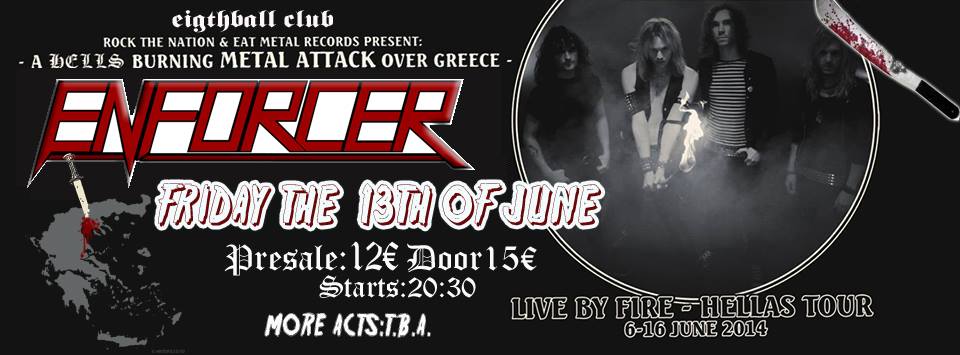 eigthball club
ROCK THE NATION & EAT METAL RECORDS PRESENT:
- A HELLS BURNING METAL ATTACK OVER GREECE -
ENFORCER
FRIDAY THE 13TH OF JUNE
Presale:12€ Door15€
Starts:20:30
MORE ACTS:T.B.A.
LIVE BY FIRE - HELLAS TOUR
6-16 JUNE 2014